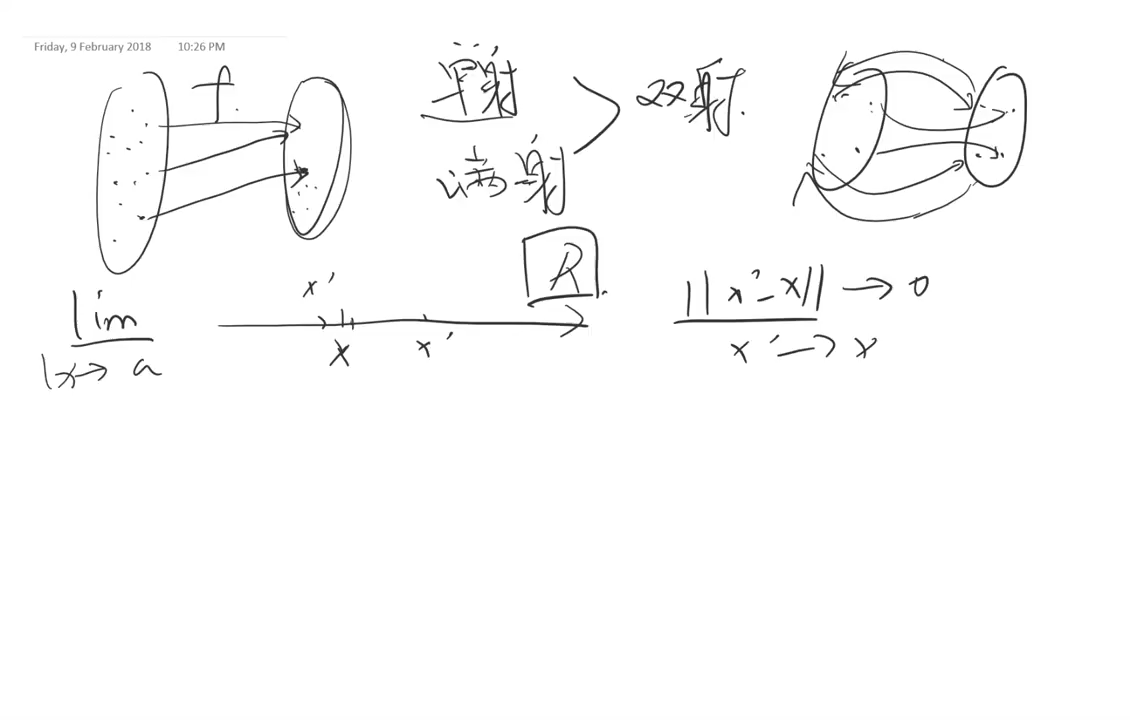 Friday, 9 February 2018 10:26 PM
f
单射
满射
双射.
R.
lim
x→a
x'
x
x'
||x'-x||→0
x'→x